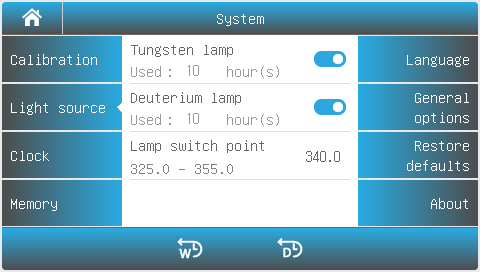 System
Calibration
Light source
Clock
Memory
Tungsten lamp
Used : 10 hour(s)
Deuterium lamp
Used : 10 hour(s)
Lamp switch point
340.0
325.0 - 355.0
Language
General
options
Restore
defaults
About
W
D